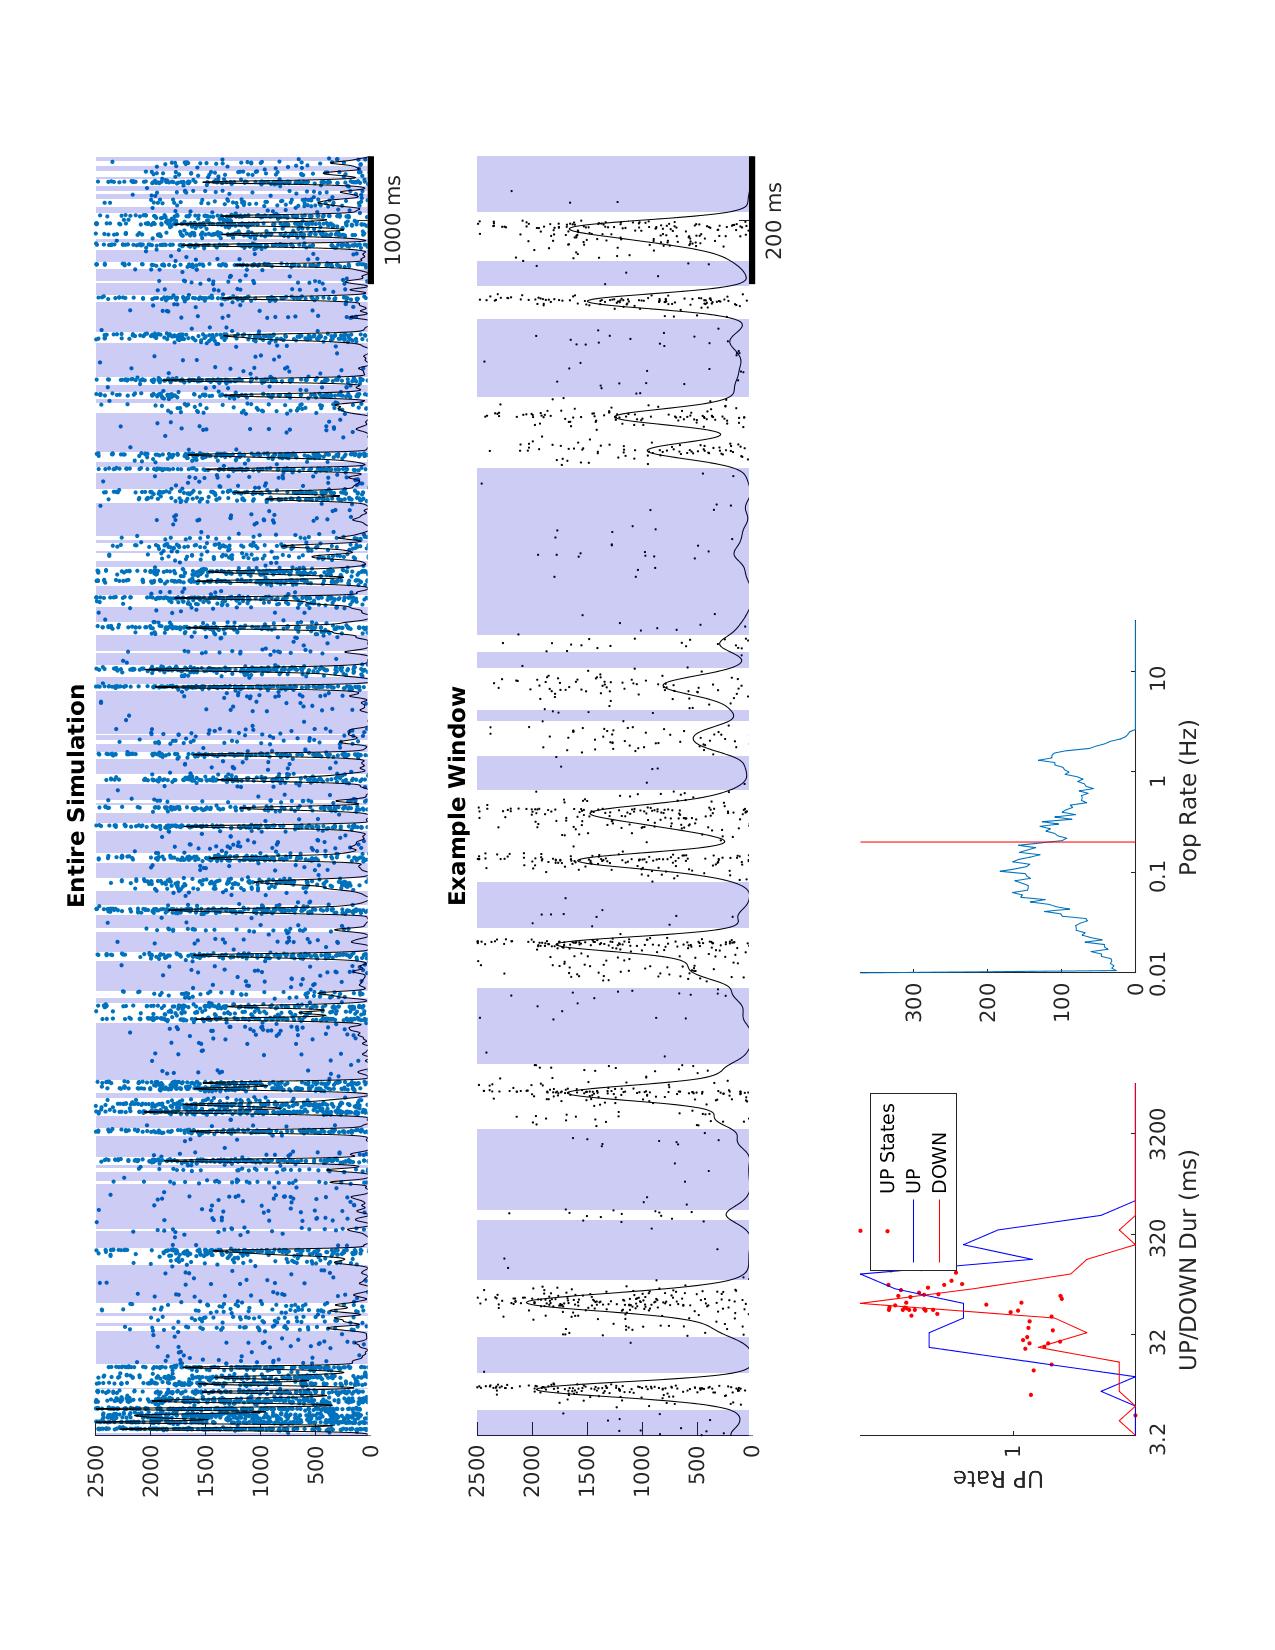 Entire Simulation
2500
2000
1500
1000
500
0
1000 ms
Example Window
2500
2000
1500
1000
500
0
200 ms
UP States
UP
DOWN
1
UP Rate
3.2 32 320 3200
UP/DOWN Dur (ms)
300
200
100
0
0.01 0.1 1 10
Pop Rate (Hz)